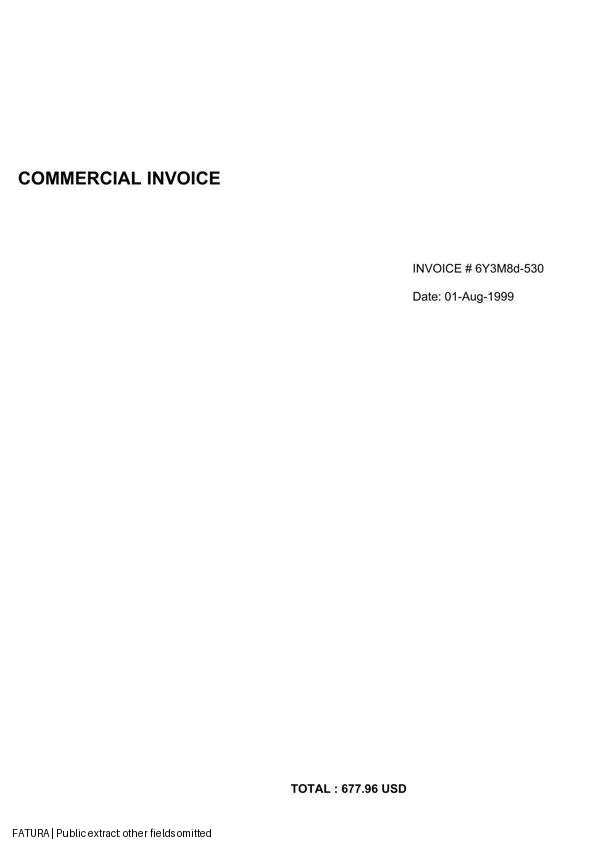 COMMERCIAL INVOICE
INVOICE # 6Y3M8d-530
Date: 01-Aug-1999
TOTAL : 677.96 USD
FATURA | Public extract: other fields omitted